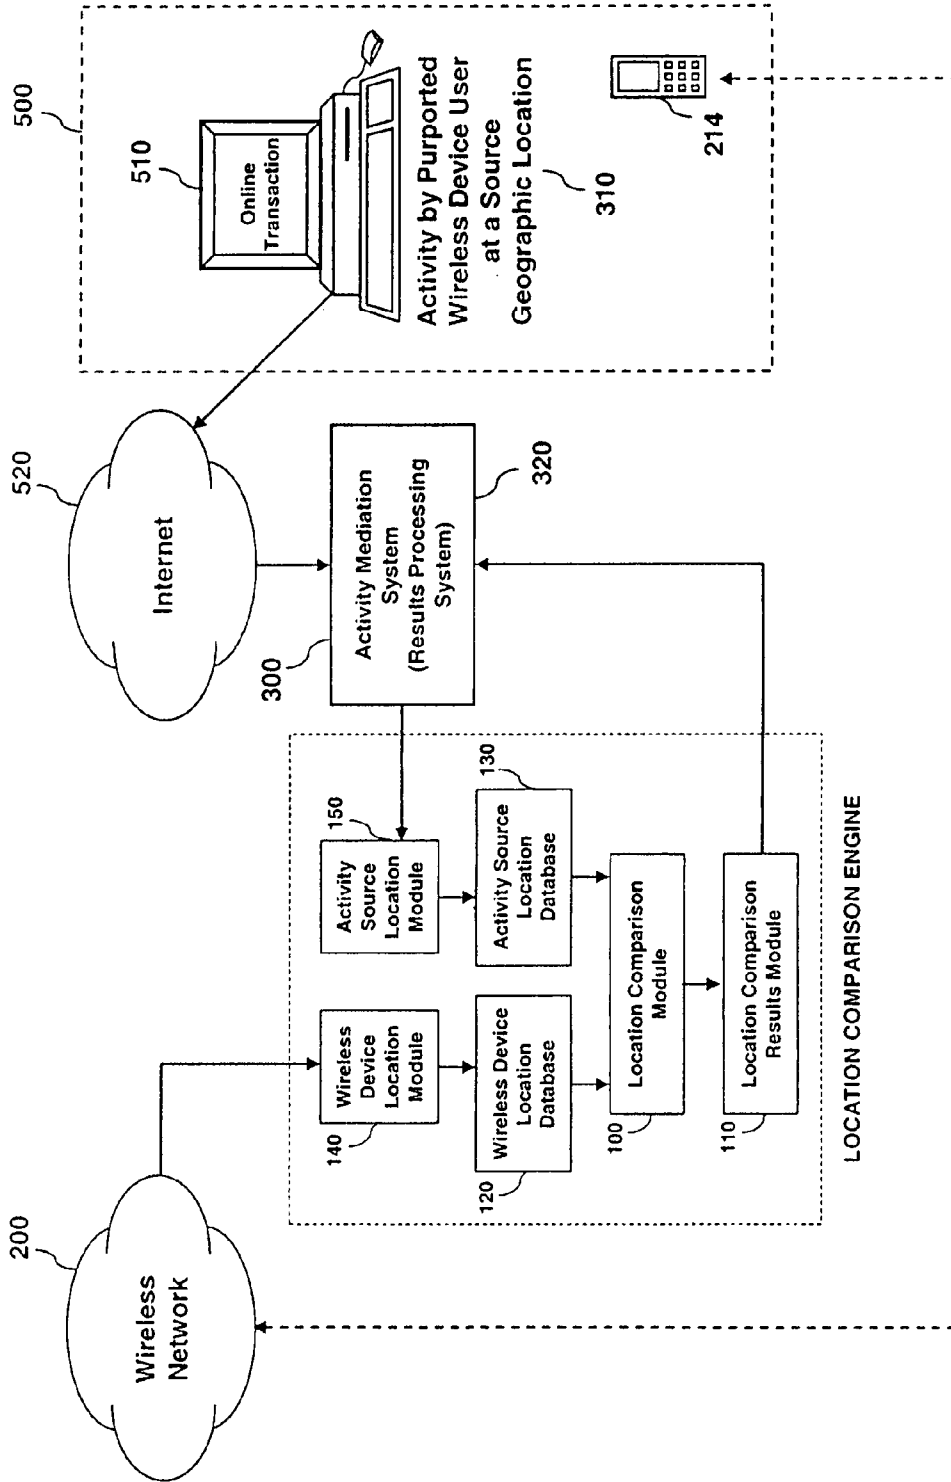 200
Wireless
Network
520
Internet
500
510
Online
Transaction
Activity by Purported
Wireless Device User
at a Source
Geographic Location
310
214
300
Activity Mediation
System
(Results Processing
System)
320
140
Wireless
Device
Location
Module
150
Activity
Source
Location
Module
120
Wireless Device
Location
Database
130
Activity Source
Location
Database
100
Location Comparison
Module
110
Location Comparison
Results Module
LOCATION COMPARISON ENGINE